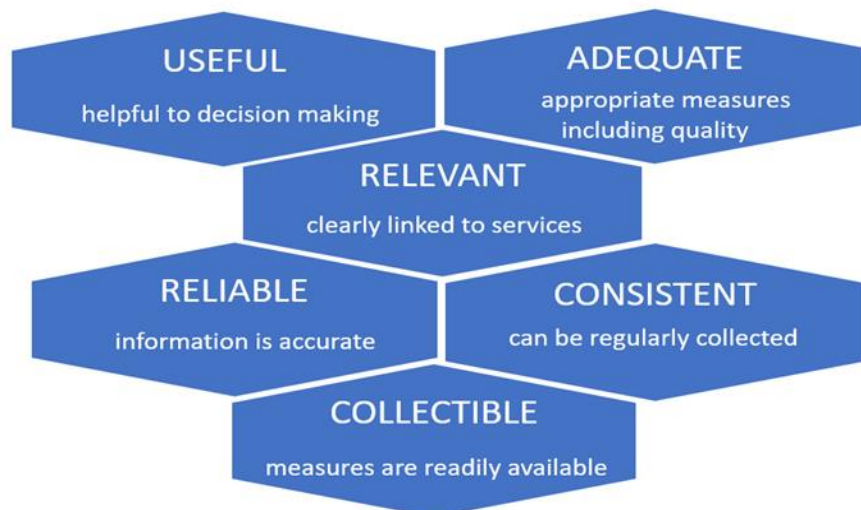 USEFUL
helpful to decision making
ADEQUATE
appropriate measures
including quality
RELEVANT
clearly linked to services
RELIABLE
information is accurate
CONSISTENT
can be regularly collected
COLLECTIBLE
measures are readily available